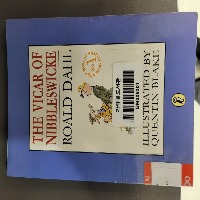 THE VICAR OF
NIBBLESWICKE
ROALD DAHL
ILLUSTRATED BY
QUENTIN BLAKE